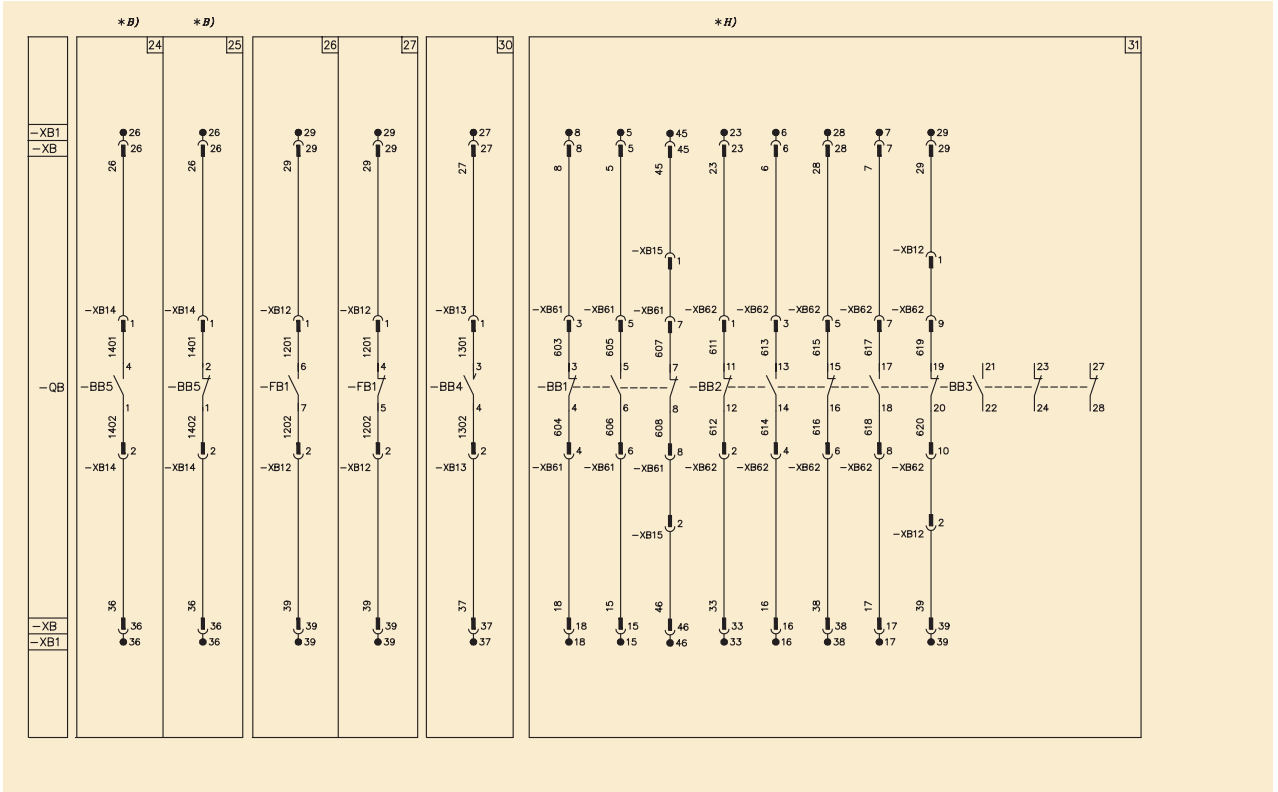 *B) *B) *H)
24 25 26 27 30 31
-XB1 26 26 29 29 27 8 5 45 23 6 28 7 29
-XB 26 26 29 29 27 8 5 45 23 6 28 7 29
26 26 29 29 27 8 5 45 23 6 28 7 29
-XB15 1 -XB12 1
-XB14 -XB14 -XB12 -XB12 -XB13 -XB61 -XB61 -XB61 -XB62 -XB62 -XB62 -XB62 -XB62
1 1 1 1 1 3 5 7 1 3 5 7 9
1401 1401 1201 1201 1301 603 605 607 611 613 615 617 619
4 2 6 4 3 3 5 7 11 13 15 17 19 21 23 27
-QB -BB5 -BB5 -FB1 -FB1 -BB4 -BB1 -BB2 -BB3
1 1 7 5 4 4 6 8 12 14 16 18 20 22 24 28
1402 1402 1202 1202 1302 604 606 608 612 614 616 618 620
2 2 2 2 2 4 6 8 2 4 6 8 10
-XB14 -XB14 -XB12 -XB12 -XB13 -XB61 -XB61 -XB61 -XB62 -XB62 -XB62 -XB62 -XB62
2 2
-XB15 -XB12
36 36 39 39 37 18 15 46 33 16 38 17 39
-XB 36 36 39 39 37 18 15 46 33 16 38 17 39
-XB1 36 36 39 39 37 18 15 46 33 16 38 17 39